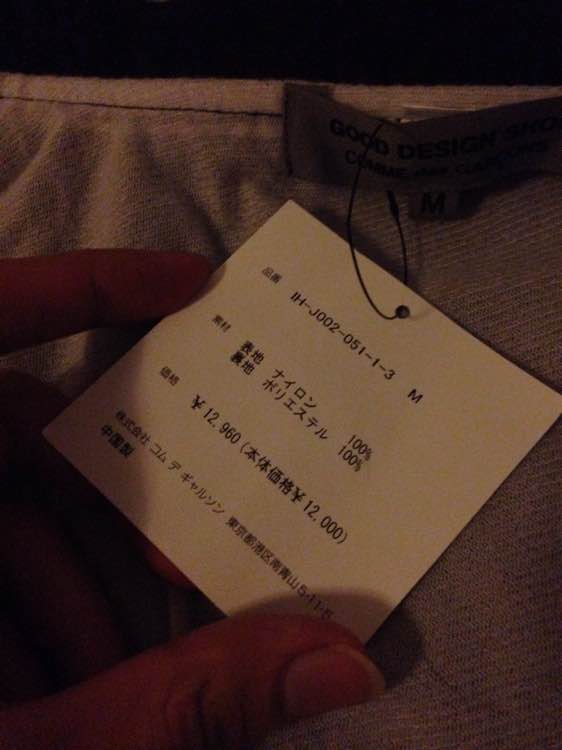 GOOD DESIGN SHO
COMME des GARÇONS
M
品番 IH-J002-051-1-3 M
素材 表地 ナイロン 100%
裏地 ポリエステル 100%
価格 ¥12,960(本体価格¥12,000)
株式会社 コム デ ギャルソン 東京都港区南青山5-11-5
中国製